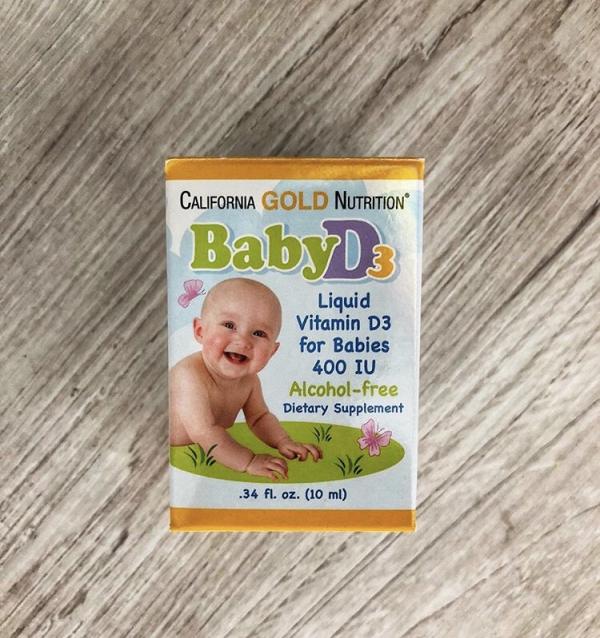 CALIFORNIA GOLD NUTRITION®
BabyD3
Liquid
Vitamin D3
for Babies
400 IU
Alcohol-free
Dietary Supplement
.34 fl. oz. (10 ml)